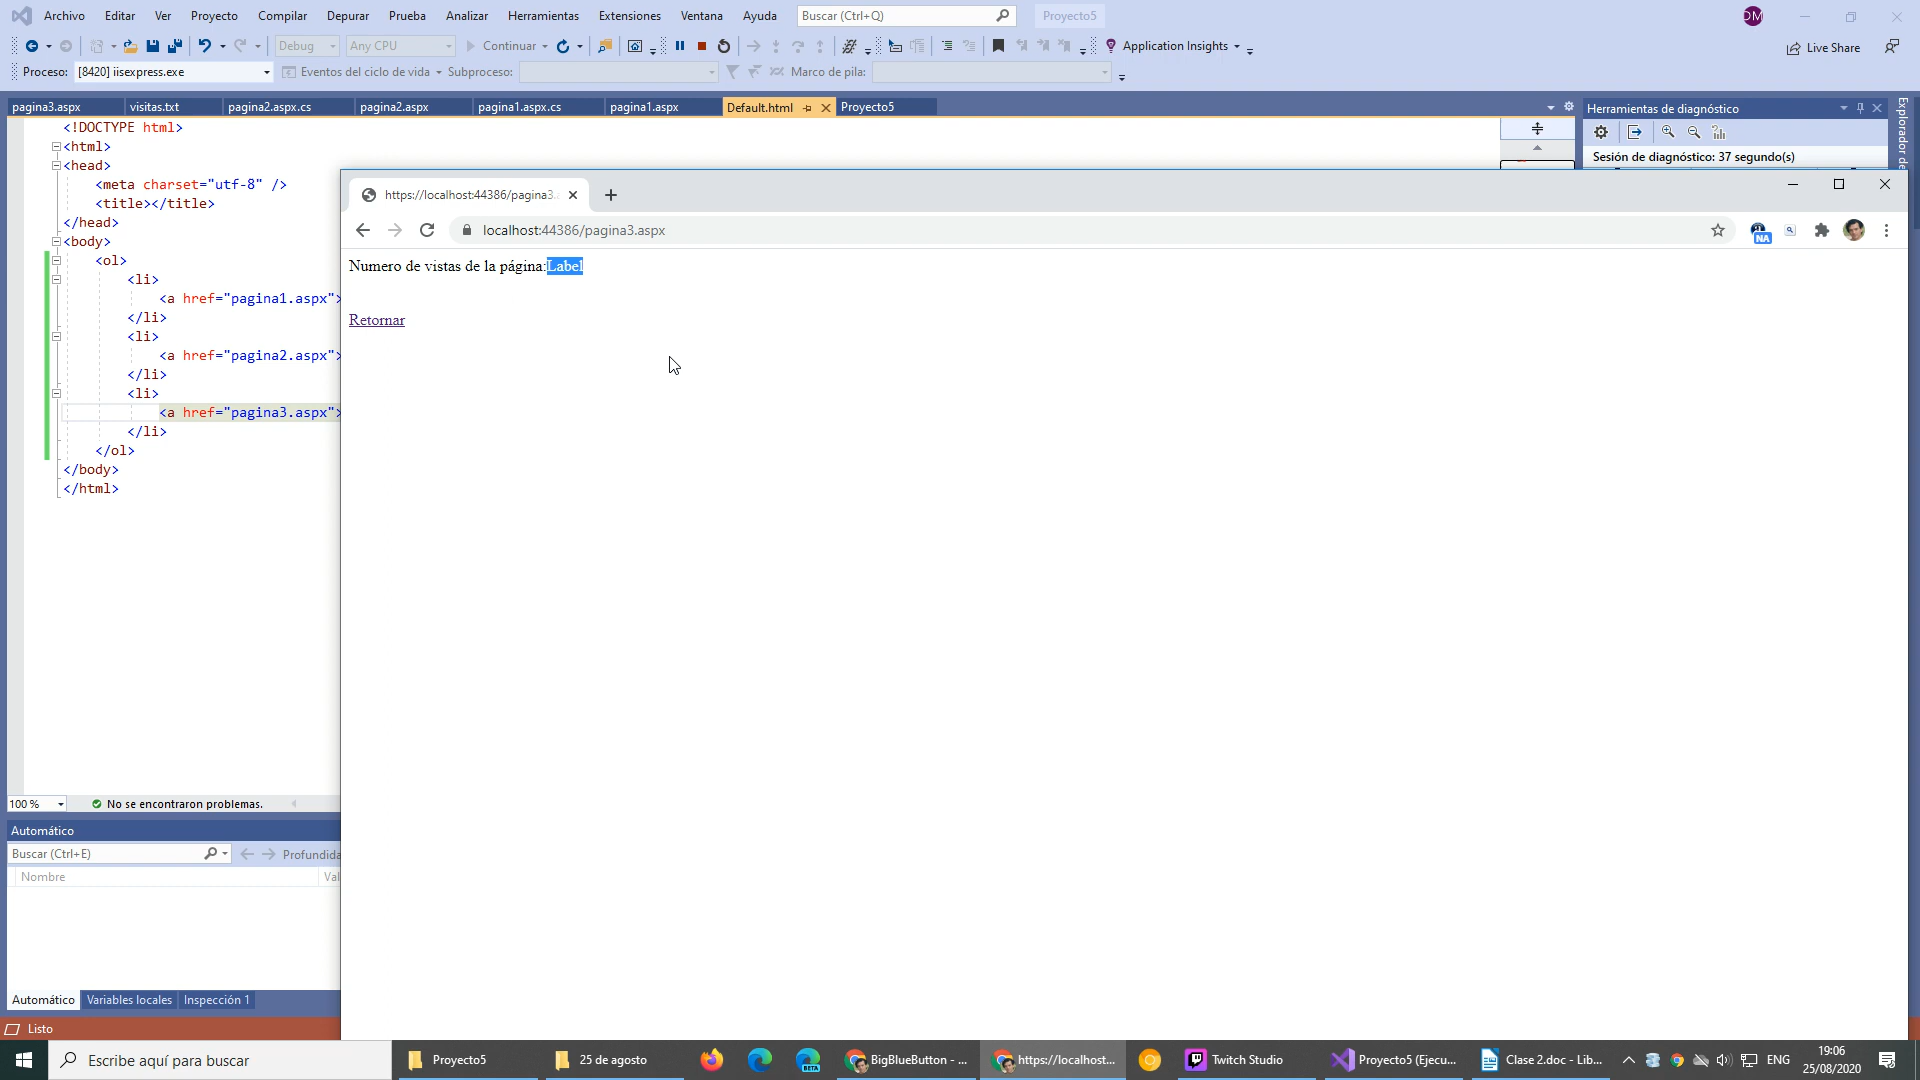 Archivo Editar Ver Proyecto Compilar Depurar Prueba Analizar Herramientas Extensiones Ventana Ayuda Buscar (Ctrl+Q) Proyecto5 DM
Debug Any CPU Continuar Application Insights Live Share
Proceso: [8420] iisexpress.exe Eventos del ciclo de vida Subproceso: Marco de pila:
pagina3.aspx visitas.txt pagina2.aspx.cs pagina2.aspx pagina1.aspx.cs pagina1.aspx Default.html Proyecto5 Herramientas de diagnóstico
Explorador de
Sesión de diagnóstico: 37 segundo(s)
<!DOCTYPE html>
<html>
<head>
<meta charset="utf-8" />
<title></title>
</head>
<body>
<ol>
<li>
<a href="pagina1.aspx">
</li>
<li>
<a href="pagina2.aspx">
</li>
<li>
<a href="pagina3.aspx">
</li>
</ol>
</body>
</html>
https://localhost:44386/pagina3.
localhost:44386/pagina3.aspx
NA
Numero de vistas de la página:Label
Retornar
100 % No se encontraron problemas.
Automático
Buscar (Ctrl+E) Profundida
Nombre Val
Automático Variables locales Inspección 1
Listo
Escribe aquí para buscar Proyecto5 25 de agosto BETA BigBlueButton - ... https://localhost... Twitch Studio Proyecto5 (Ejecu... Clase 2.doc - Lib... ENG 19:06
25/08/2020